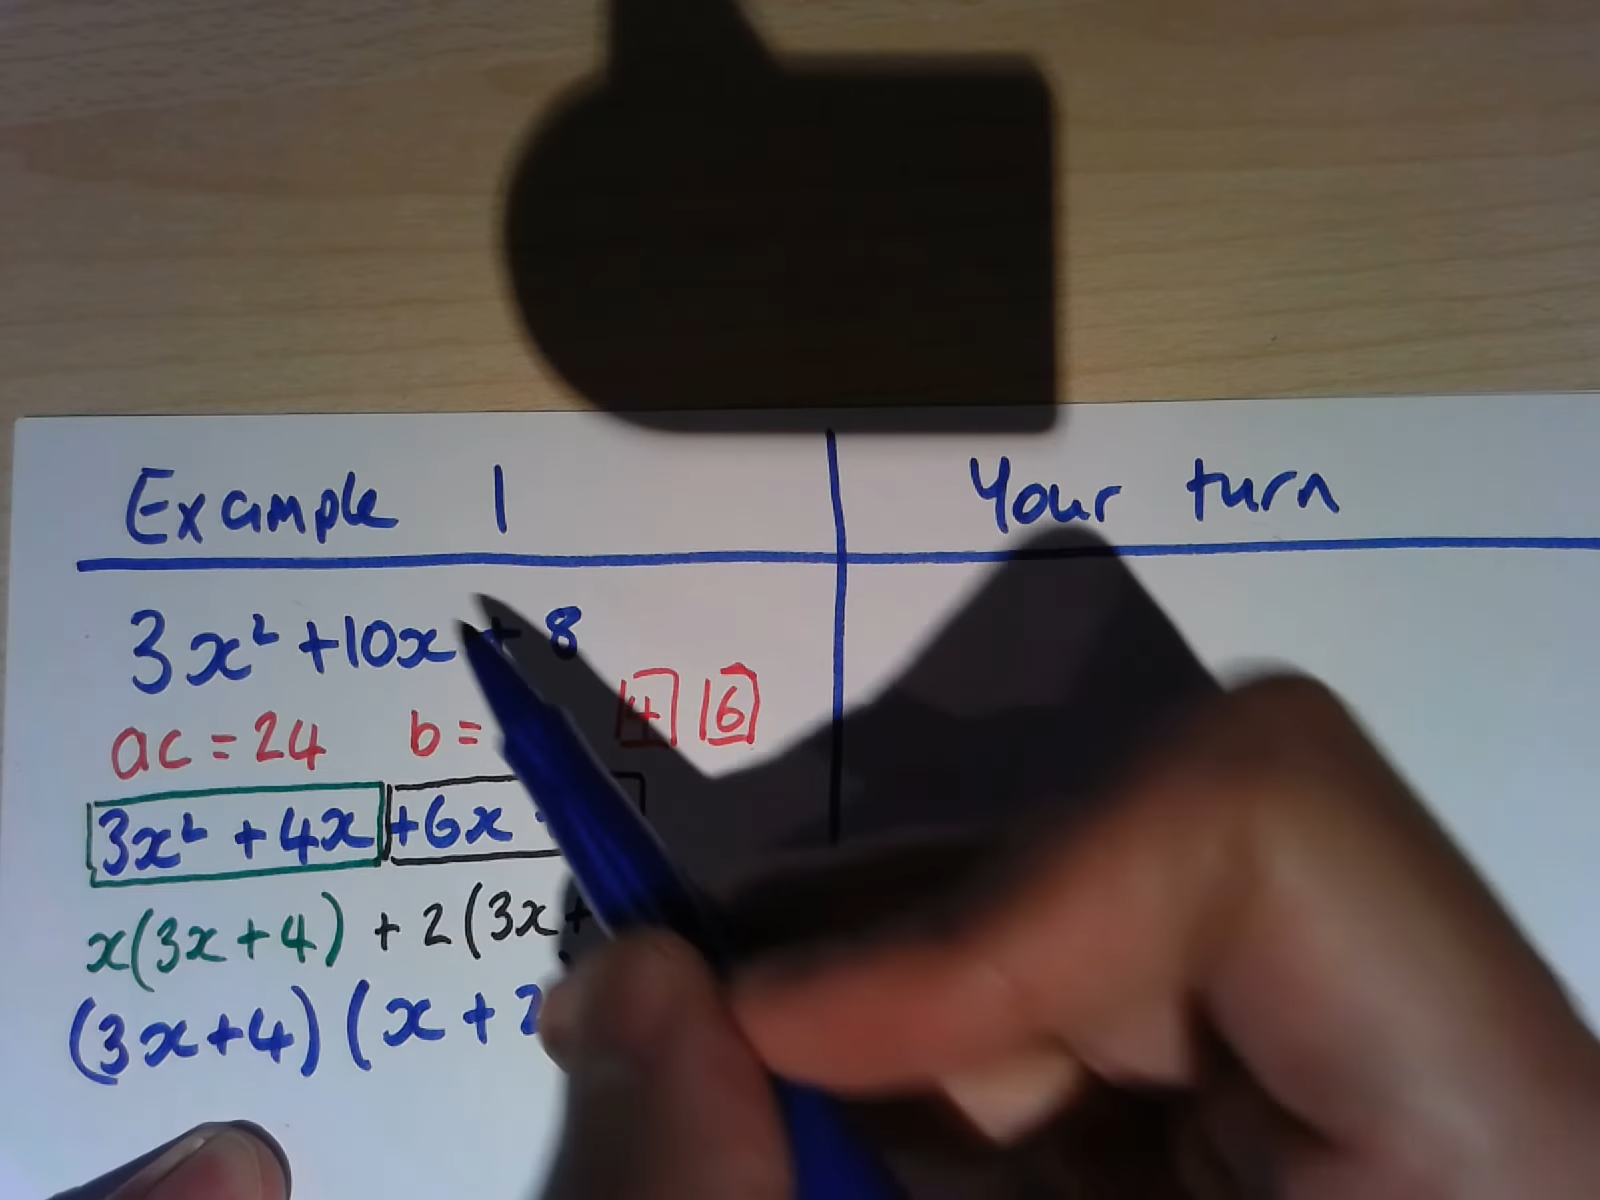 Example 1
Your turn
3x² + 10x + 8
ac = 24 b = 4 6
3x² + 4x + 6x
x(3x + 4) + 2(3x +
(3x + 4)(x + 2